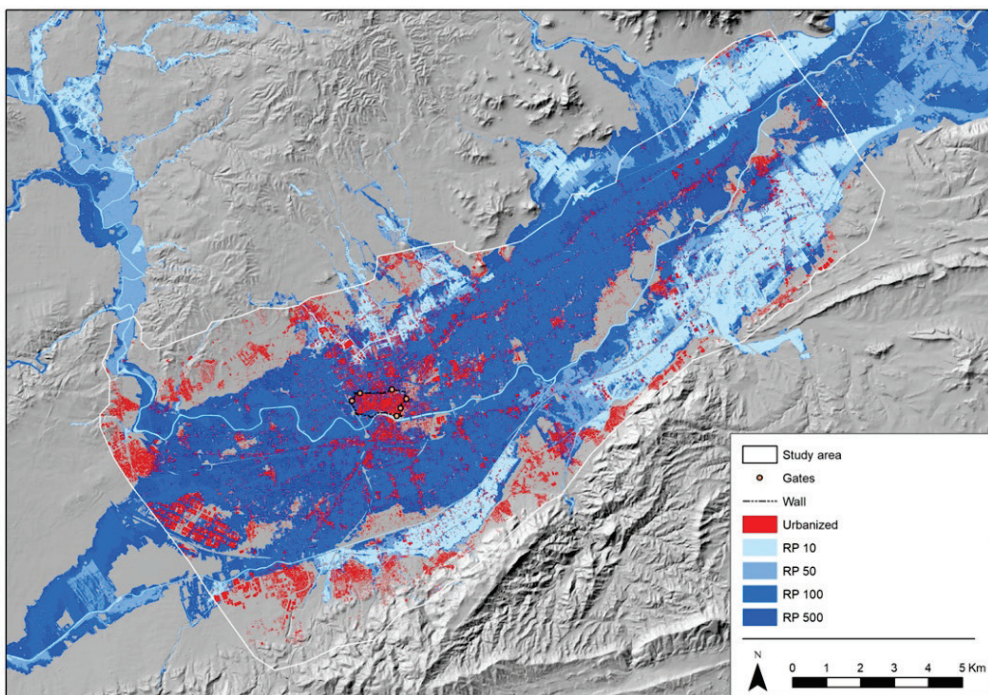 Study area
Gates
Wall
Urbanized
RP 10
RP 50
RP 100
RP 500
N
0 1 2 3 4 5 Km